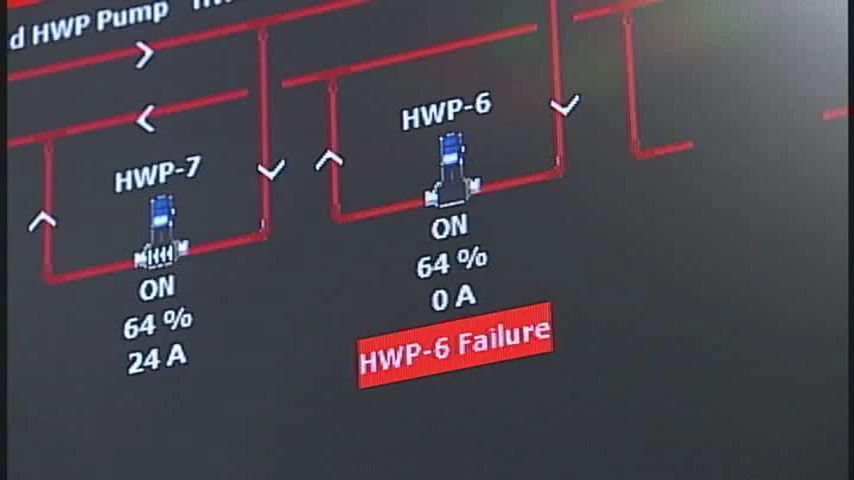 d HWP Pump
HWP-6
HWP-7
ON
64 %
0 A
ON
64 %
24 A
HWP-6 Failure